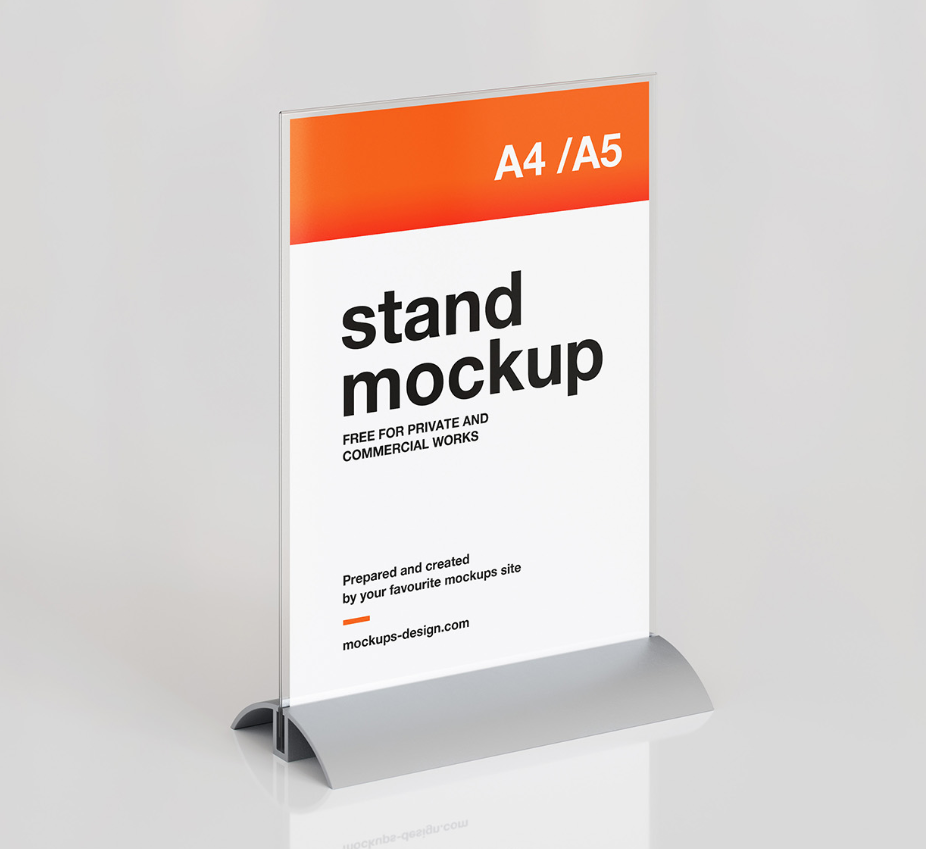 A4 /A5
stand
mockup
FREE FOR PRIVATE AND
COMMERCIAL WORKS
Prepared and created
by your favourite mockups site
mockups-design.com